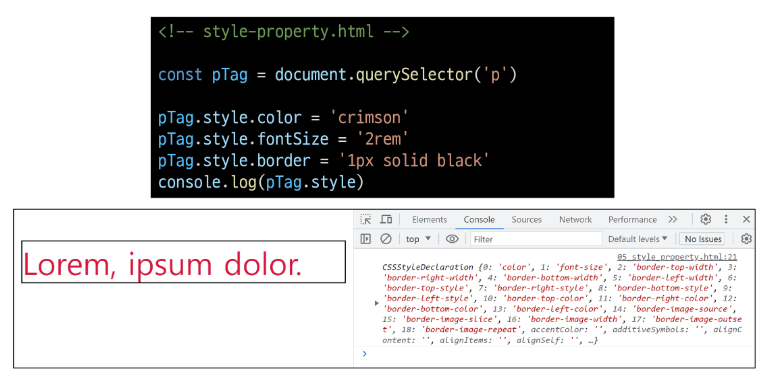 <!-- style-property.html -->
const pTag = document.querySelector('p')
pTag.style.color = 'crimson'
pTag.style.fontSize = '2rem'
pTag.style.border = '1px solid black'
console.log(pTag.style)
Lorem, ipsum dolor.
Elements Console Sources Network Performance
top Filter Default levels No Issues
05_style_property.html:21
CSSStyleDeclaration {0: 'color', 1: 'font-size', 2: 'border-top-width', 3:
'border-right-width', 4: 'border-bottom-width', 5: 'border-left-width', 6:
'border-top-style', 7: 'border-right-style', 8: 'border-bottom-style', 9:
'border-left-style', 10: 'border-top-color', 11: 'border-right-color', 12:
'border-bottom-color', 13: 'border-left-color', 14: 'border-image-source',
15: 'border-image-slice', 16: 'border-image-width', 17: 'border-image-outse
t', 18: 'border-image-repeat', accentColor: '', additiveSymbols: '', alignC
ontent: '', alignItems: '', alignSelf: '', …}